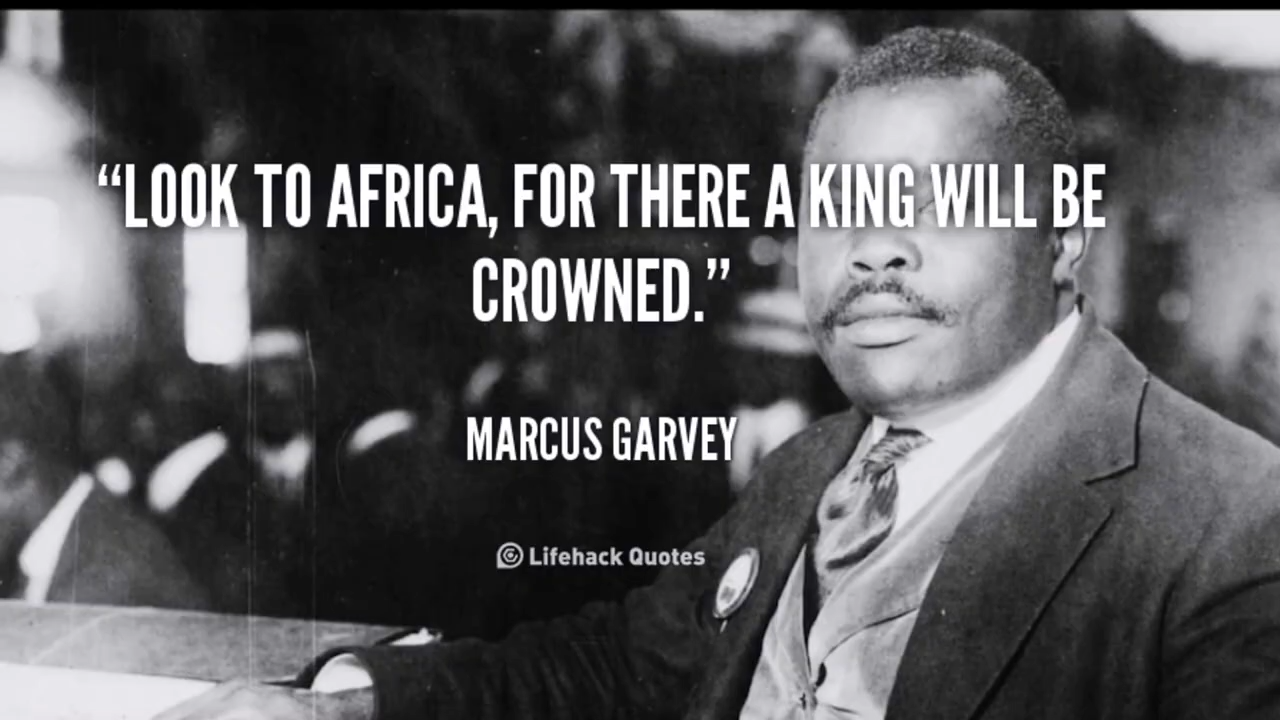 “LOOK TO AFRICA, FOR THERE A KING WILL BE
CROWNED.”
MARCUS GARVEY
Lifehack Quotes